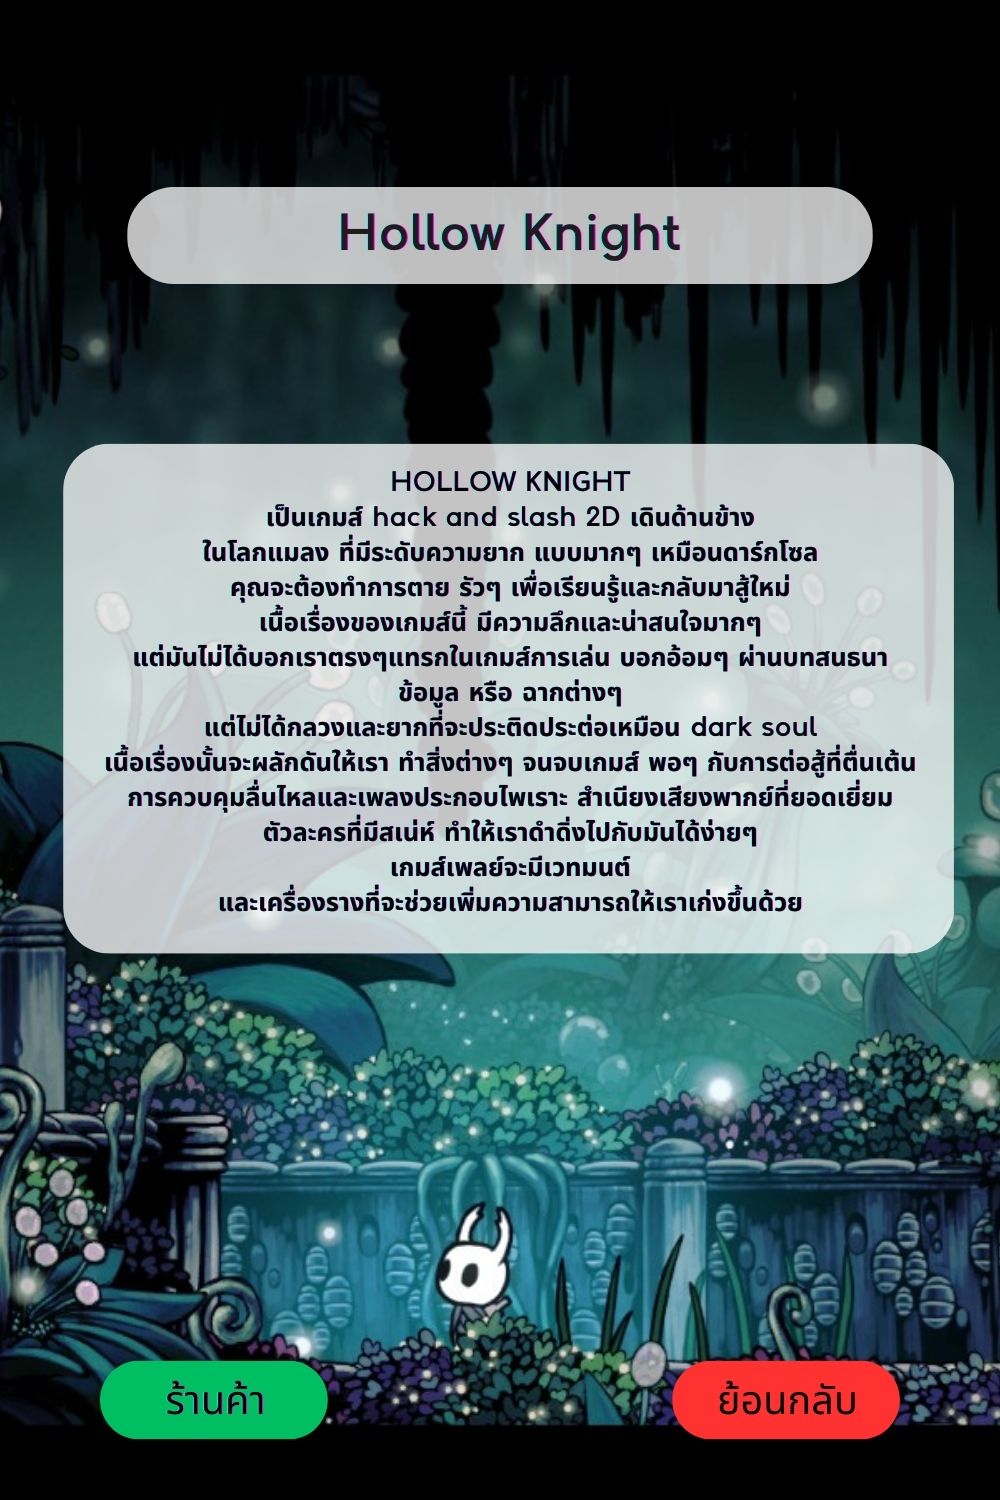 Hollow Knight
HOLLOW KNIGHT
เป็นเกมส์ hack and slash 2D เดินด้านข้าง
ในโลกแมลง ที่มีระดับความยาก แบบมากๆ เหมือนดาร์กโซล
คุณจะต้องทำการตาย รัวๆ เพื่อเรียนรู้และกลับมาสู้ใหม่
เนื้อเรื่องของเกมส์นี้ มีความลึกและน่าสนใจมากๆ
แต่มันไม่ได้บอกเราตรงๆแทรกในเกมส์การเล่น บอกอ้อมๆ ผ่านบทสนธนา
ข้อมูล หรือ ฉากต่างๆ
แต่ไม่ได้กลวงและยากที่จะประติดประต่อเหมือน dark soul
เนื้อเรื่องนั้นจะผลักดันให้เรา ทำสิ่งต่างๆ จนจบเกมส์ พอๆ กับการต่อสู้ที่ตื่นเต้น
การควบคุมลื่นไหลและเพลงประกอบไพเราะ สำเนียงเสียงพากย์ที่ยอดเยี่ยม
ตัวละครที่มีสเน่ห์ ทำให้เราดำดิ่งไปกับมันได้ง่ายๆ
เกมส์เพลย์จะมีเวทมนต์
และเครื่องรางที่จะช่วยเพิ่มความสามารถให้เราเก่งขึ้นด้วย
ร้านค้า
ย้อนกลับ